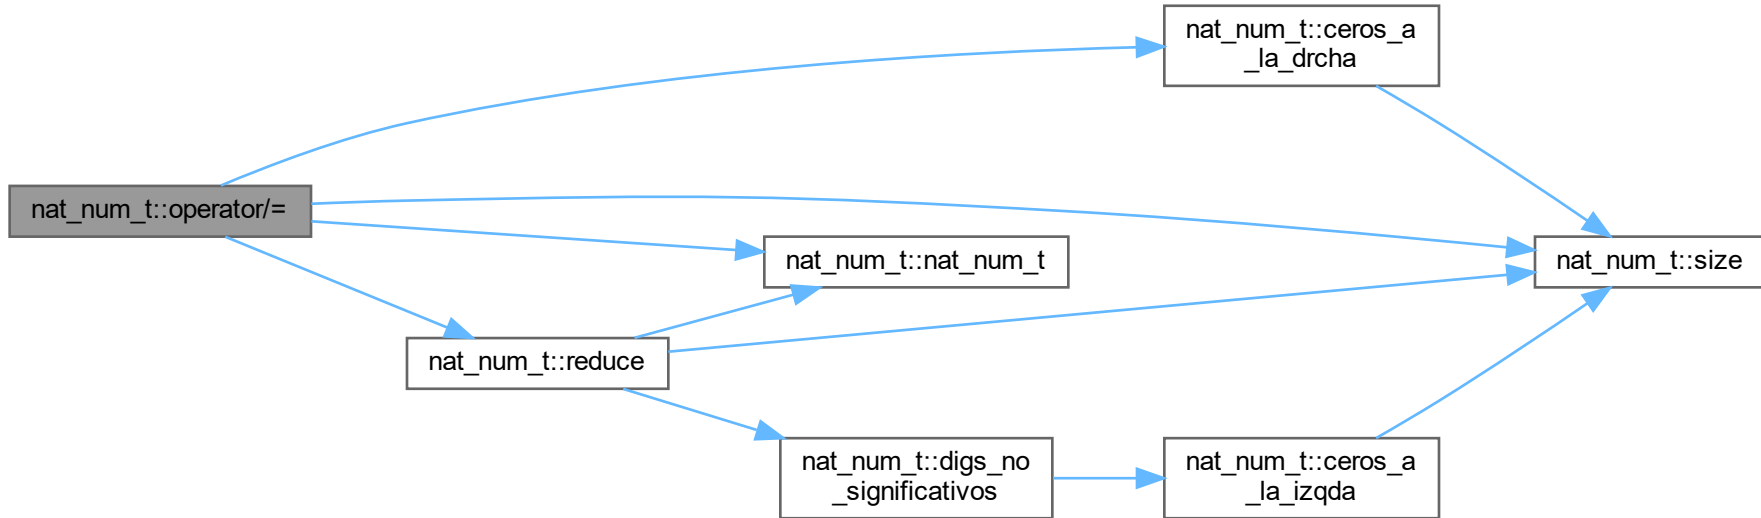 nat_num_t::ceros_a
_la_drcha
nat_num_t::operator/=
nat_num_t::nat_num_t
nat_num_t::size
nat_num_t::reduce
nat_num_t::digs_no
_significativos
nat_num_t::ceros_a
_la_izqda